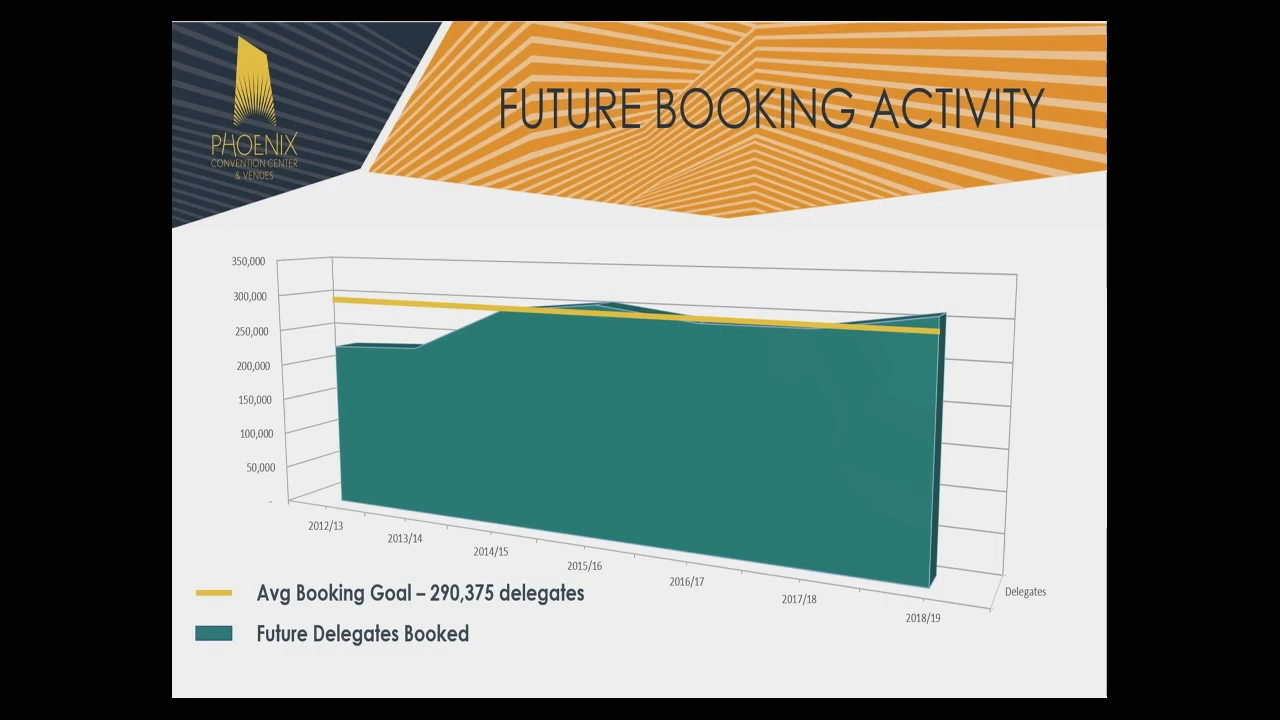 PHOENIX
CONVENTION CENTER
& VENUES
FUTURE BOOKING ACTIVITY
350,000
300,000
250,000
200,000
150,000
100,000
50,000
-
2012/13
2013/14
2014/15
2015/16
2016/17
2017/18
2018/19
Delegates
Avg Booking Goal – 290,375 delegates
Future Delegates Booked